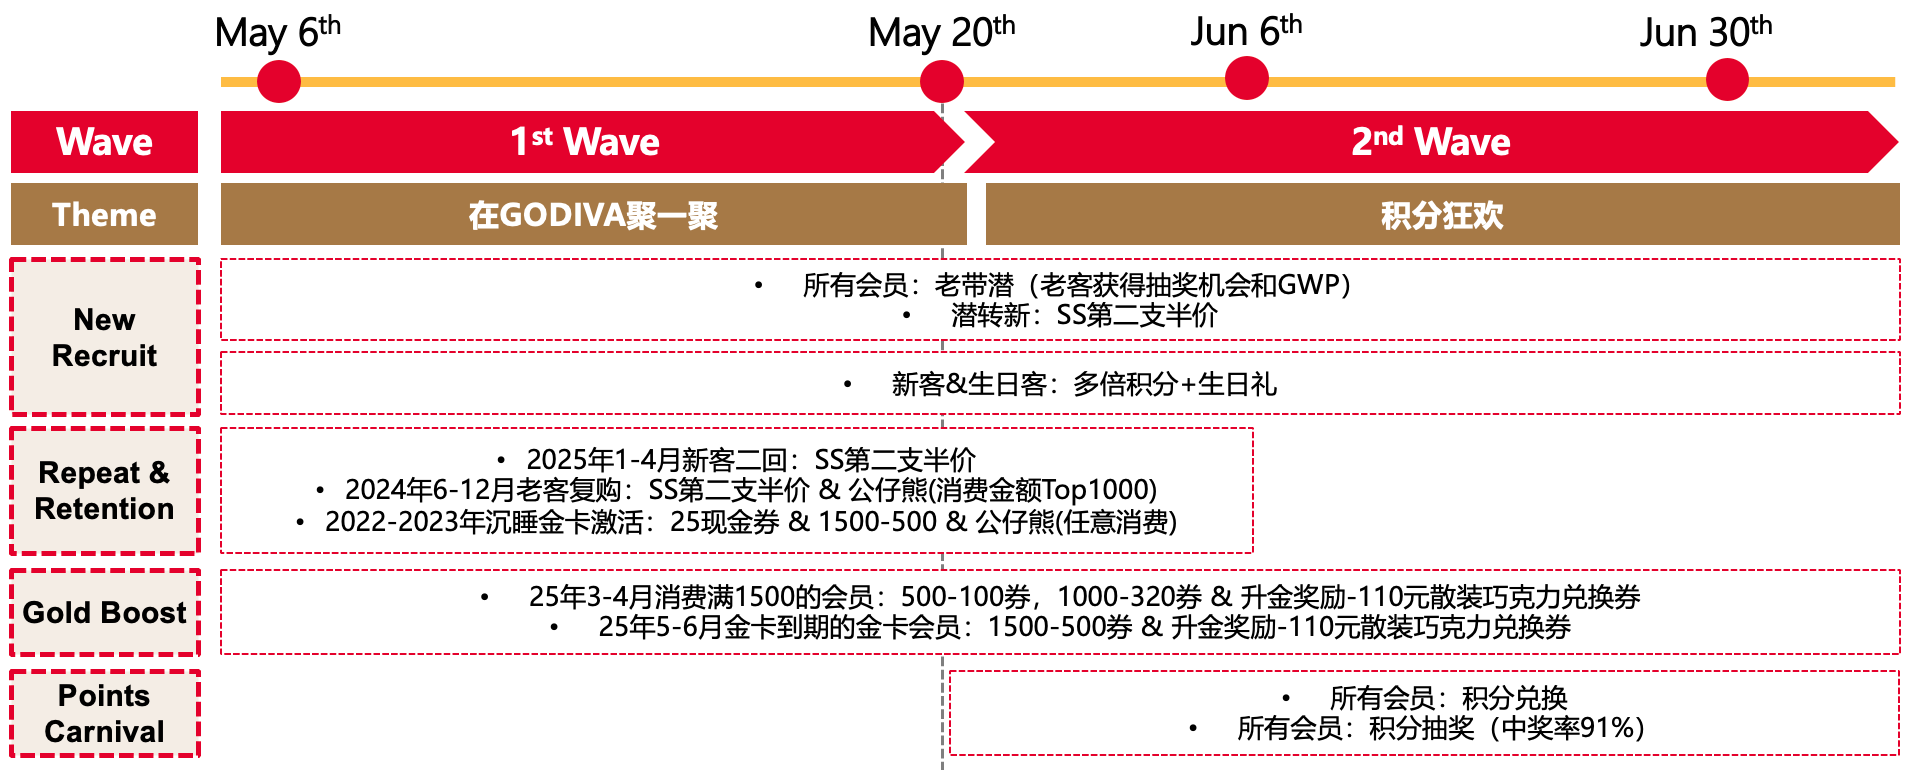 May 6th
May 20th
Jun 6th
Jun 30th
Wave
1st Wave
2nd Wave
Theme
在GODIVA聚一聚
积分狂欢
New
Recruit
• 所有会员：老带潜（老客获得抽奖机会和GWP）
• 潜转新：SS第二支半价
• 新客&生日客：多倍积分+生日礼
Repeat &
Retention
• 2025年1-4月新客二回：SS第二支半价
• 2024年6-12月老客复购：SS第二支半价 & 公仔熊(消费金额Top1000)
• 2022-2023年沉睡金卡激活：25现金券 & 1500-500 & 公仔熊(任意消费)
Gold Boost
• 25年3-4月消费满1500的会员：500-100券，1000-320券 & 升金奖励-110元散装巧克力兑换券
• 25年5-6月金卡到期的金卡会员：1500-500券 & 升金奖励-110元散装巧克力兑换券
Points
Carnival
• 所有会员：积分兑换
• 所有会员：积分抽奖（中奖率91%）